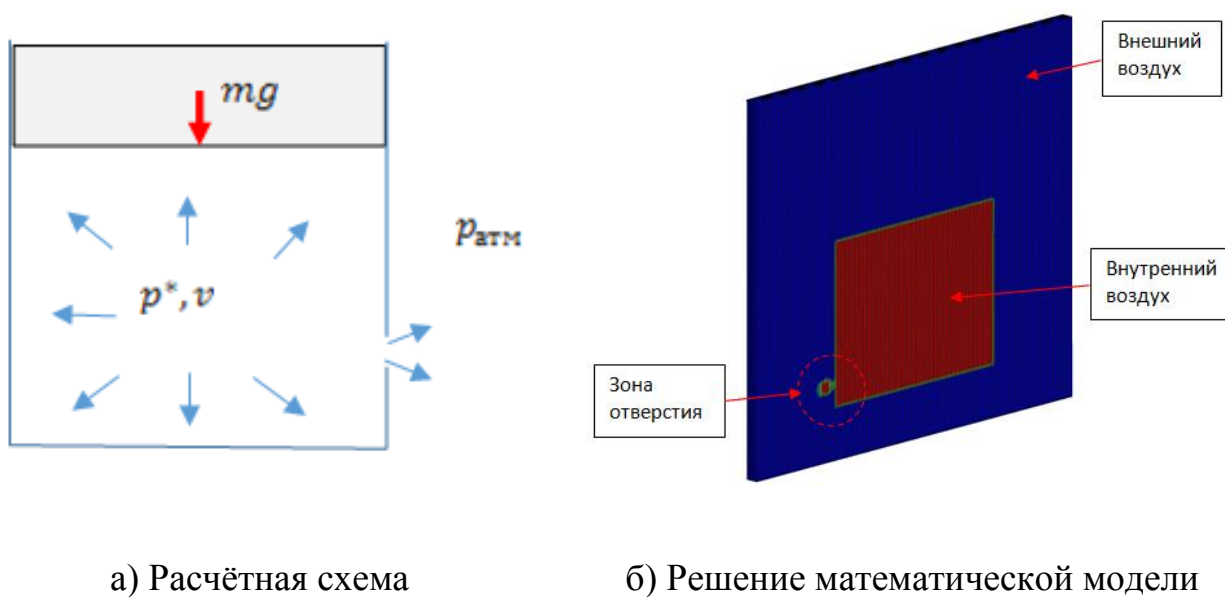 mg
p*, v
pатм
Внешний
воздух
Внутренний
воздух
Зона
отверстия
а) Расчётная схема
б) Решение математической модели